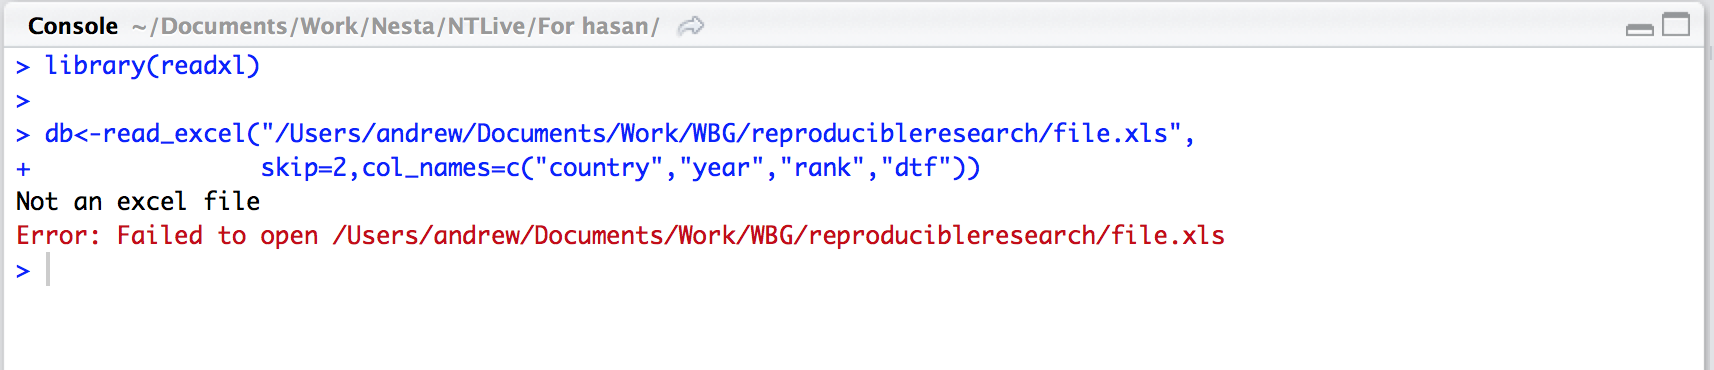 Console ~/Documents/Work/Nesta/NTLive/For hasan/
> library(readxl)
>
> db<-read_excel("/Users/andrew/Documents/Work/WBG/reproducibleresearch/file.xls",
+                 skip=2,col_names=c("country","year","rank","dtf"))
Not an excel file
Error: Failed to open /Users/andrew/Documents/Work/WBG/reproducibleresearch/file.xls
>